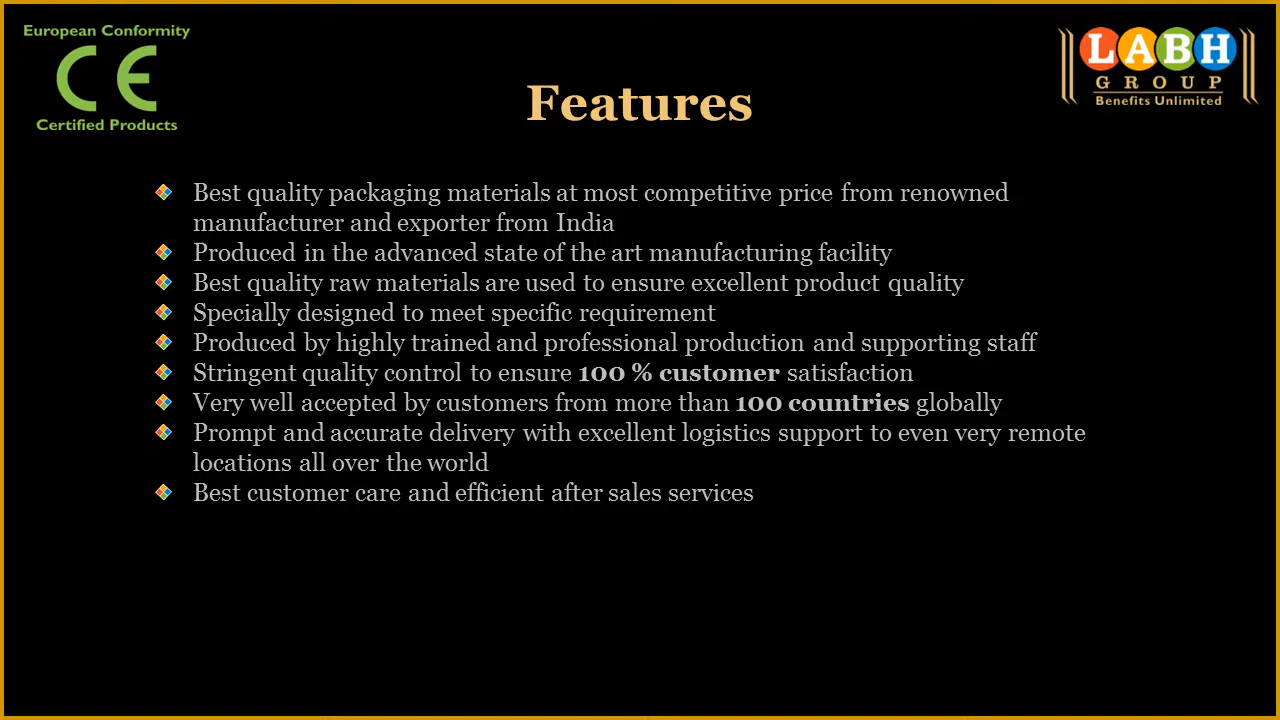 European Conformity
CE
Certified Products
LABH
GROUP
Benefits Unlimited
Features
Best quality packaging materials at most competitive price from renowned
manufacturer and exporter from India
Produced in the advanced state of the art manufacturing facility
Best quality raw materials are used to ensure excellent product quality
Specially designed to meet specific requirement
Produced by highly trained and professional production and supporting staff
Stringent quality control to ensure 100 % customer satisfaction
Very well accepted by customers from more than 100 countries globally
Prompt and accurate delivery with excellent logistics support to even very remote
locations all over the world
Best customer care and efficient after sales services